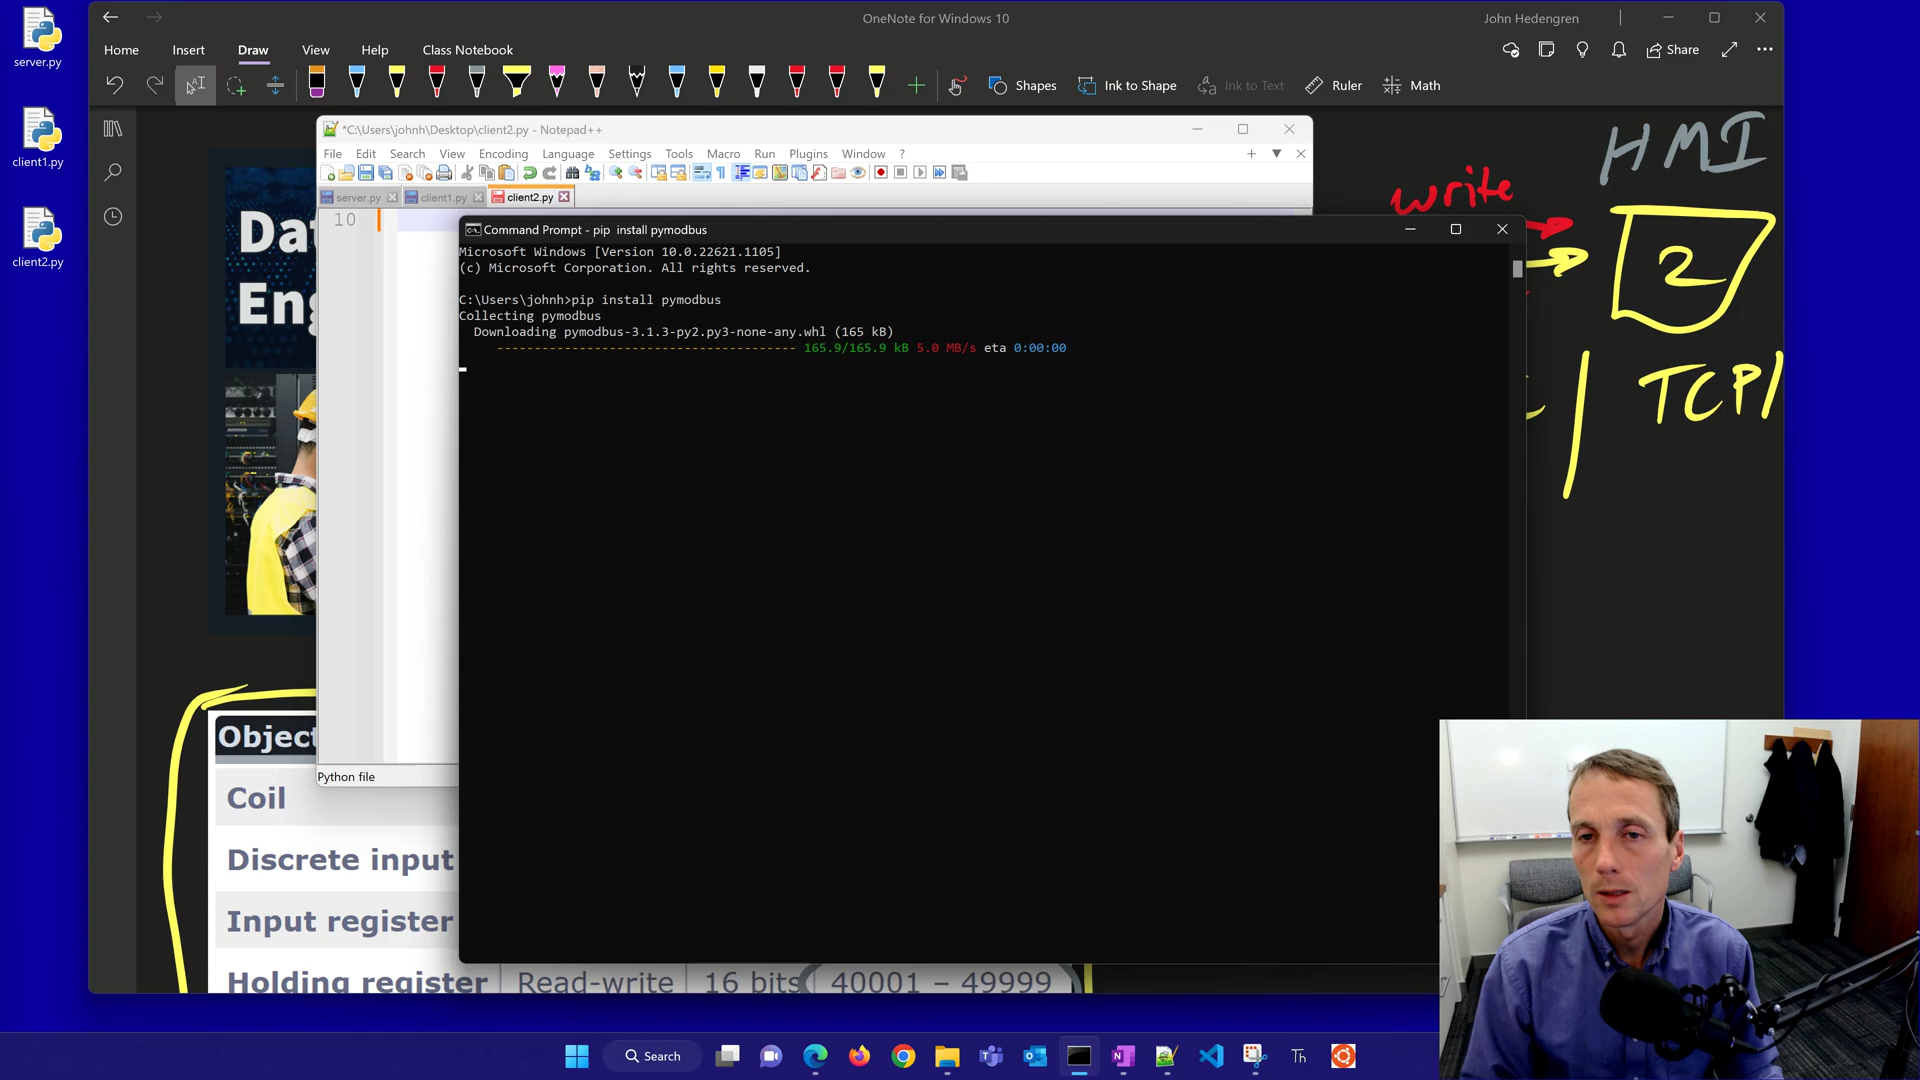 server.py
client1.py
client2.py
OneNote for Windows 10
John Hedengren
Home Insert Draw View Help Class Notebook
Share
Shapes Ink to Shape Ink to Text Ruler Math
*C:\Users\johnh\Desktop\client2.py - Notepad++
File Edit Search View Encoding Language Settings Tools Macro Run Plugins Window ?
server.py client1.py client2.py
10
Command Prompt - pip install pymodbus
Microsoft Windows [Version 10.0.22621.1105]
(c) Microsoft Corporation. All rights reserved.
C:\Users\johnh>pip install pymodbus
Collecting pymodbus
Downloading pymodbus-3.1.3-py2.py3-none-any.whl (165 kB)
---------------------------------------- 165.9/165.9 kB 5.0 MB/s eta 0:00:00
HMI
write
2
TCP/
Python file
Coil
Discrete input
Input register
Holding register Read-write 16 bits 40001 – 49999
Search
Th